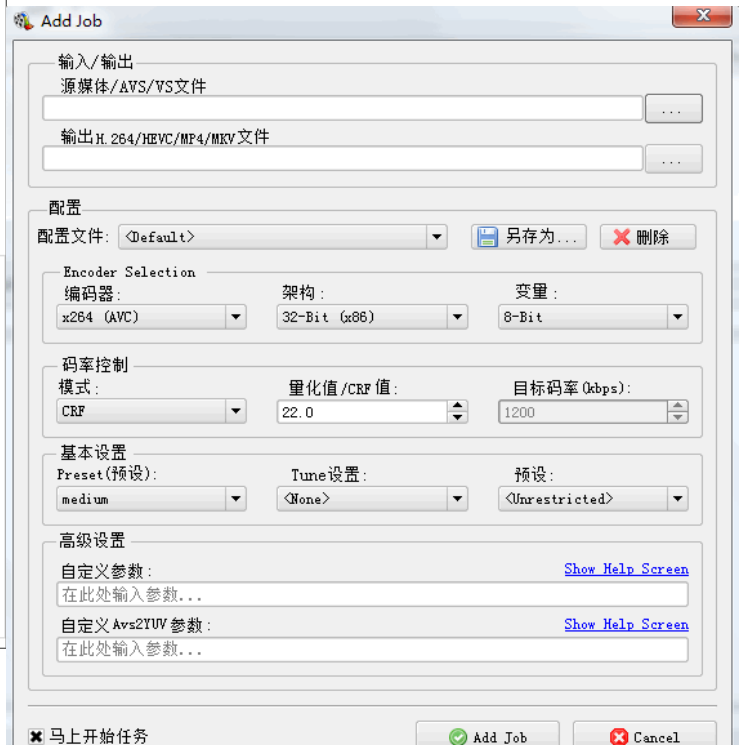 Add Job
输入/输出
源媒体/AVS/VS文件
...
输出H.264/HEVC/MP4/MKV文件
...
配置
配置文件: <Default> 另存为... 删除
Encoder Selection
编码器: 架构: 变量:
x264 (AVC) 32-Bit (x86) 8-Bit
码率控制
模式: 量化值/CRF值: 目标码率(kbps):
CRF 22.0 1200
基本设置
Preset(预设): Tune设置: 预设:
medium <None> <Unrestricted>
高级设置
自定义参数: Show Help Screen
在此处输入参数...
自定义Avs2YUV参数: Show Help Screen
在此处输入参数...
马上开始任务 Add Job Cancel